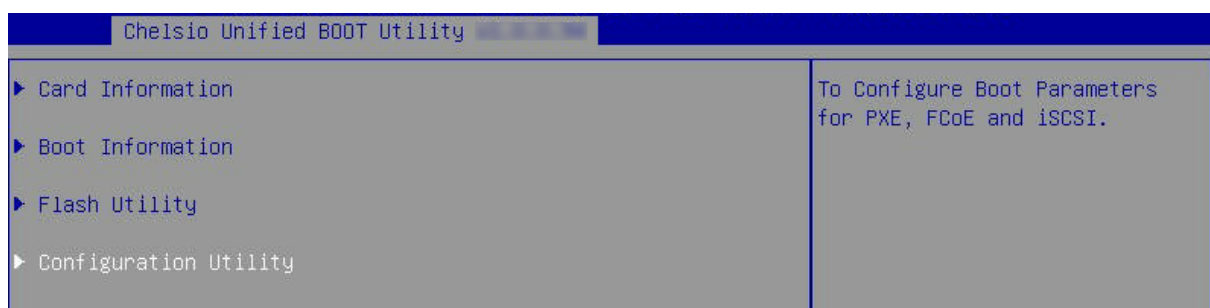 Chelsio Unified BOOT Utility
Card Information
Boot Information
Flash Utility
Configuration Utility
To Configure Boot Parameters
for PXE, FCoE and iSCSI.